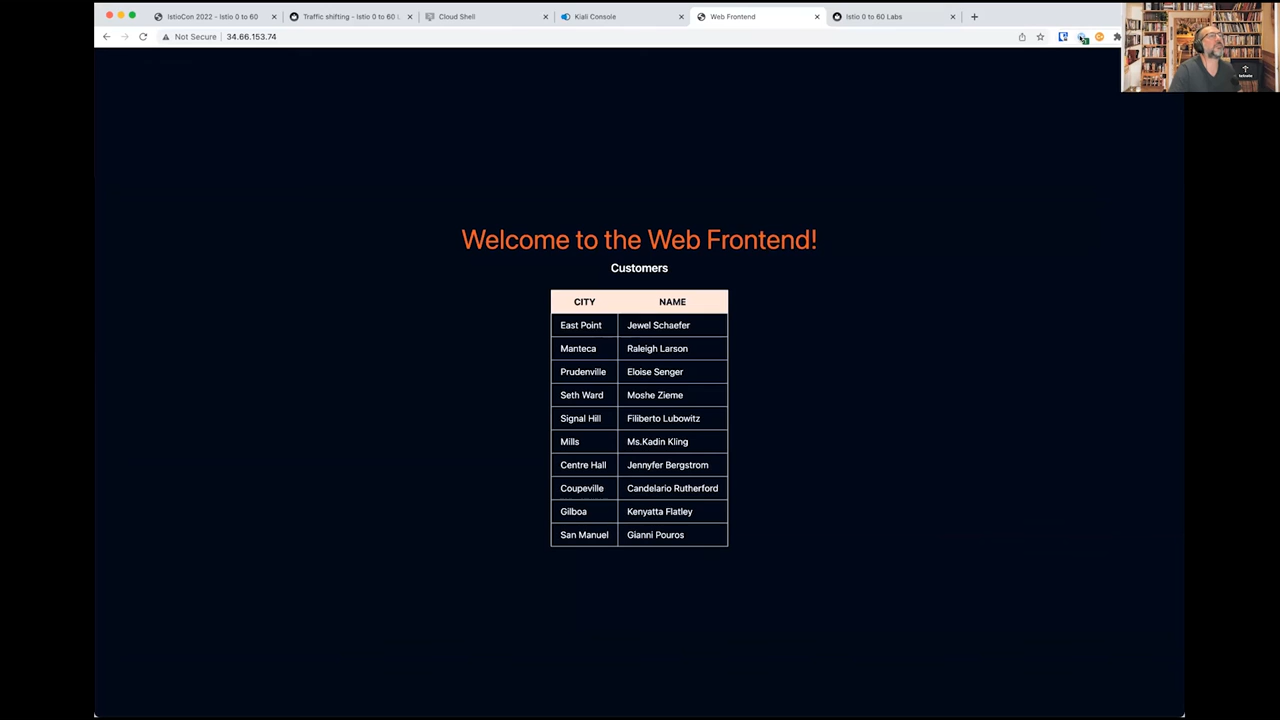 IstioCon 2022 - Istio 0 to 60
Traffic shifting - Istio 0 to 60 L
Cloud Shell
Kiali Console
Web Frontend
Istio 0 to 60 Labs
Not Secure
34.66.153.74
Welcome to the Web Frontend!
Customers
CITY NAME
East Point Jewel Schaefer
Manteca Raleigh Larson
Prudenville Eloise Senger
Seth Ward Moshe Zieme
Signal Hill Filiberto Lubowitz
Mills Ms.Kadin Kling
Centre Hall Jennyfer Bergstrom
Coupeville Candelario Rutherford
Gilboa Kenyatta Flatley
San Manuel Gianni Pouros